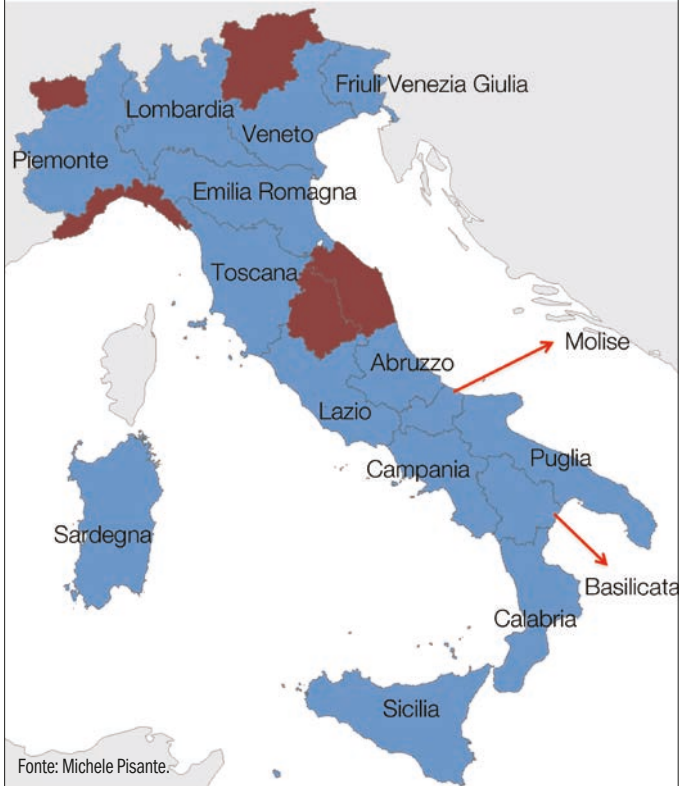 Friuli Venezia Giulia
Lombardia
Veneto
Piemonte
Emilia Romagna
Toscana
Molise
Abruzzo
Lazio
Puglia
Campania
Sardegna
Basilicata
Calabria
Sicilia
Fonte: Michele Pisante.